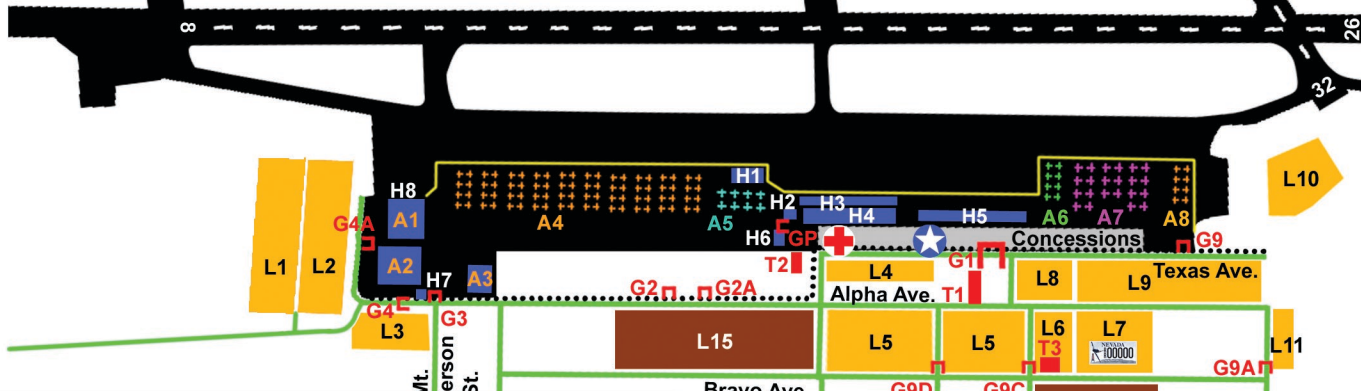 8
26
32
H1
H8
H2
H3
L10
G4A
A1
A4
A5
H4
H5
A6
A7
A8
H6
GP
Concessions
G9
L1
L2
A2
T2
G1
H7
A3
L4
L8
L9
Texas Ave.
G2
G2A
Alpha Ave.
T1
G4
G3
L3
L15
L5
L5
L6
L7
L11
T3
NEVADA
100000
G9A
Mt.
erson
St.
Bravo Ave.
G9D
G9C